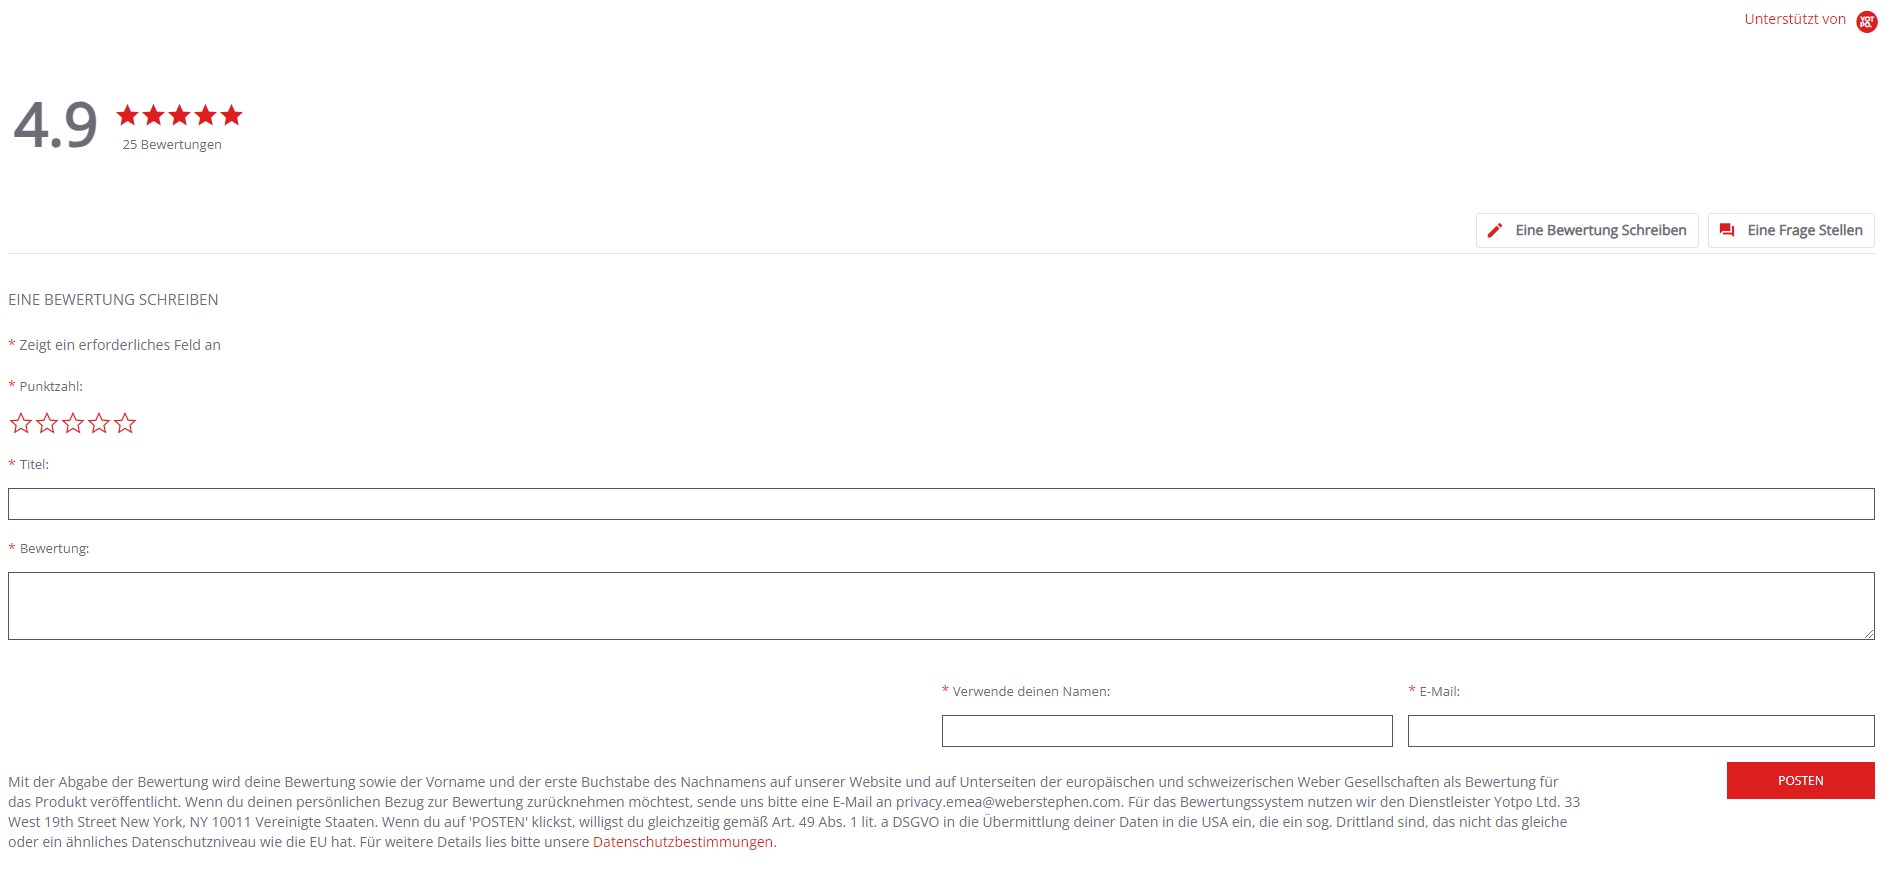 Unterstützt von YOT PO.
4.9
25 Bewertungen
Eine Bewertung Schreiben Eine Frage Stellen
EINE BEWERTUNG SCHREIBEN
* Zeigt ein erforderliches Feld an
* Punktzahl:
* Titel:
* Bewertung:
* Verwende deinen Namen: * E-Mail:
Mit der Abgabe der Bewertung wird deine Bewertung sowie der Vorname und der erste Buchstabe des Nachnamens auf unserer Website und auf Unterseiten der europäischen und schweizerischen Weber Gesellschaften als Bewertung für
das Produkt veröffentlicht. Wenn du deinen persönlichen Bezug zur Bewertung zurücknehmen möchtest, sende uns bitte eine E-Mail an privacy.emea@weberstephen.com. Für das Bewertungssystem nutzen wir den Dienstleister Yotpo Ltd. 33
West 19th Street New York, NY 10011 Vereinigte Staaten. Wenn du auf 'POSTEN' klickst, willigst du gleichzeitig gemäß Art. 49 Abs. 1 lit. a DSGVO in die Übermittlung deiner Daten in die USA ein, die ein sog. Drittland sind, das nicht das gleiche
oder ein ähnliches Datenschutzniveau wie die EU hat. Für weitere Details lies bitte unsere Datenschutzbestimmungen.
POSTEN